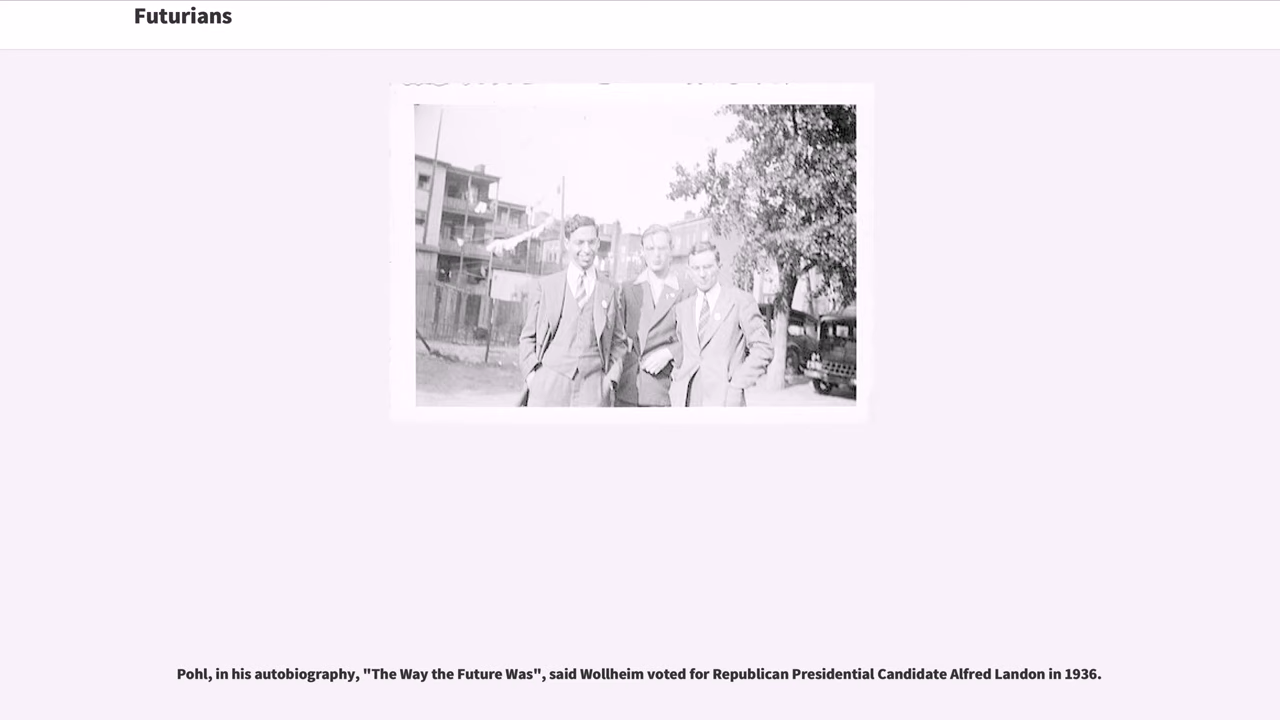 Futurians
Pohl, in his autobiography, "The Way the Future Was", said Wollheim voted for Republican Presidential Candidate Alfred Landon in 1936.